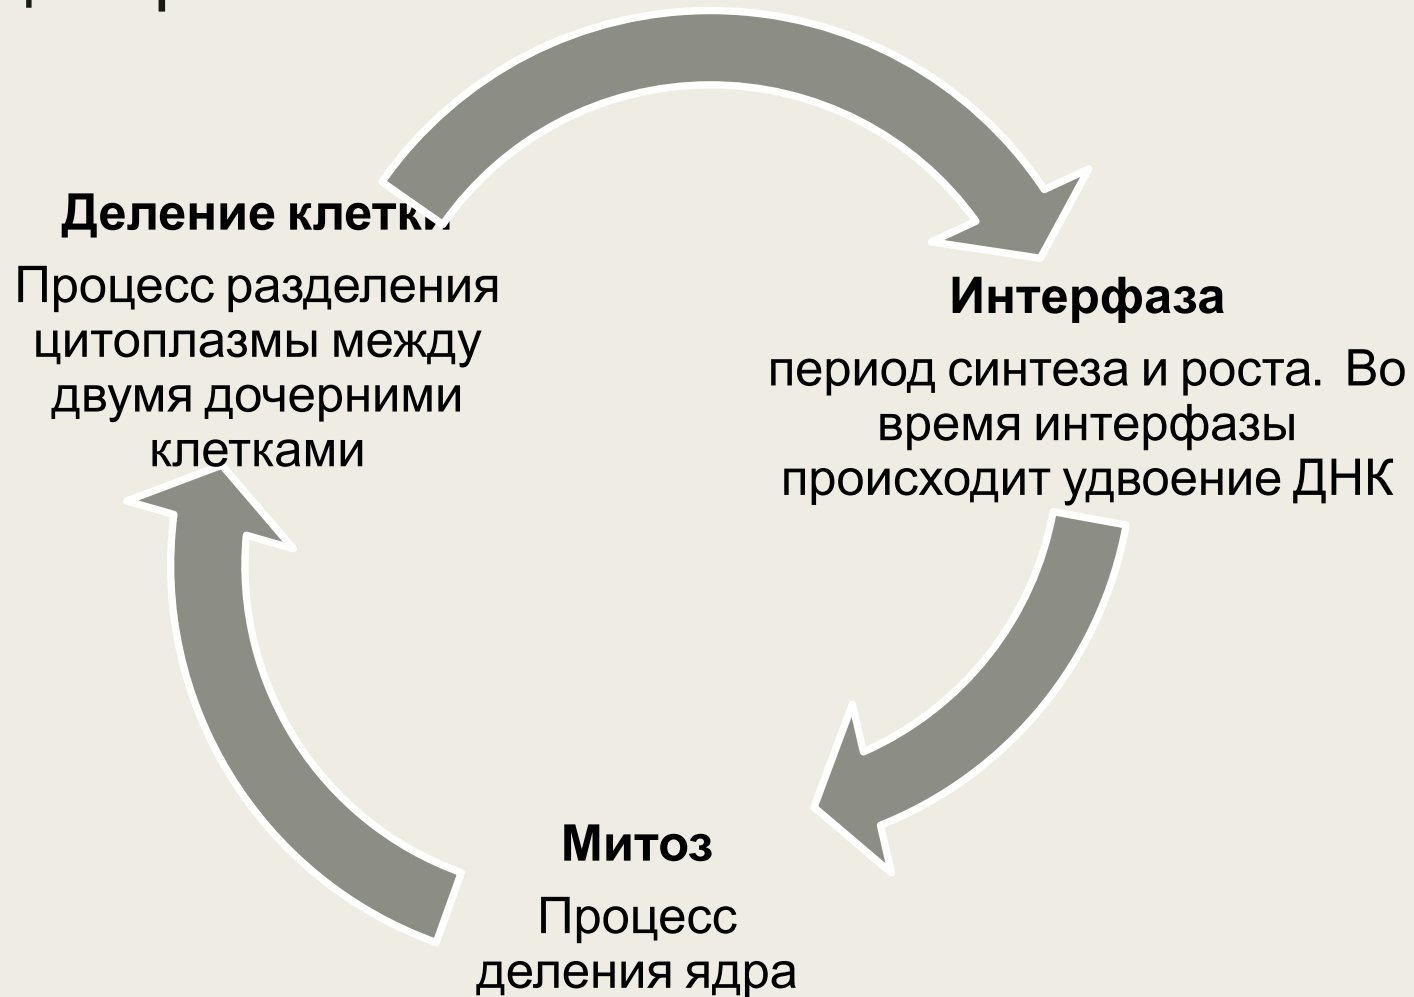 Деление клетки
Процесс разделения
цитоплазмы между
двумя дочерними
клетками
Интерфаза
период синтеза и роста. Во
время интерфазы
происходит удвоение ДНК
Митоз
Процесс
деления ядра